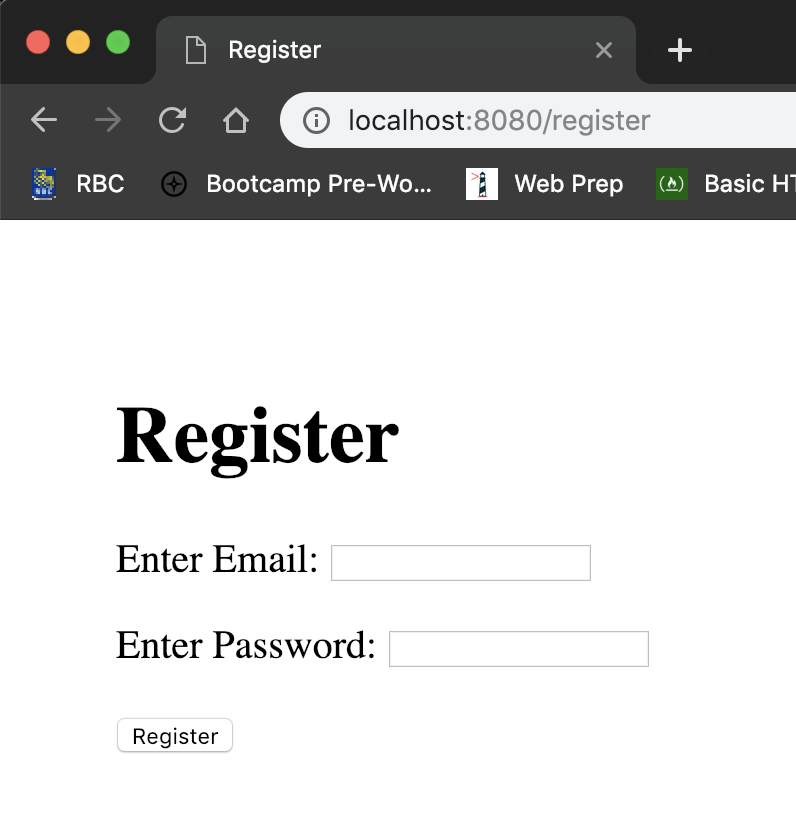 Register
localhost:8080/register
RBC Bootcamp Pre-Wo... Web Prep Basic HT
Register
Enter Email:
Enter Password:
Register